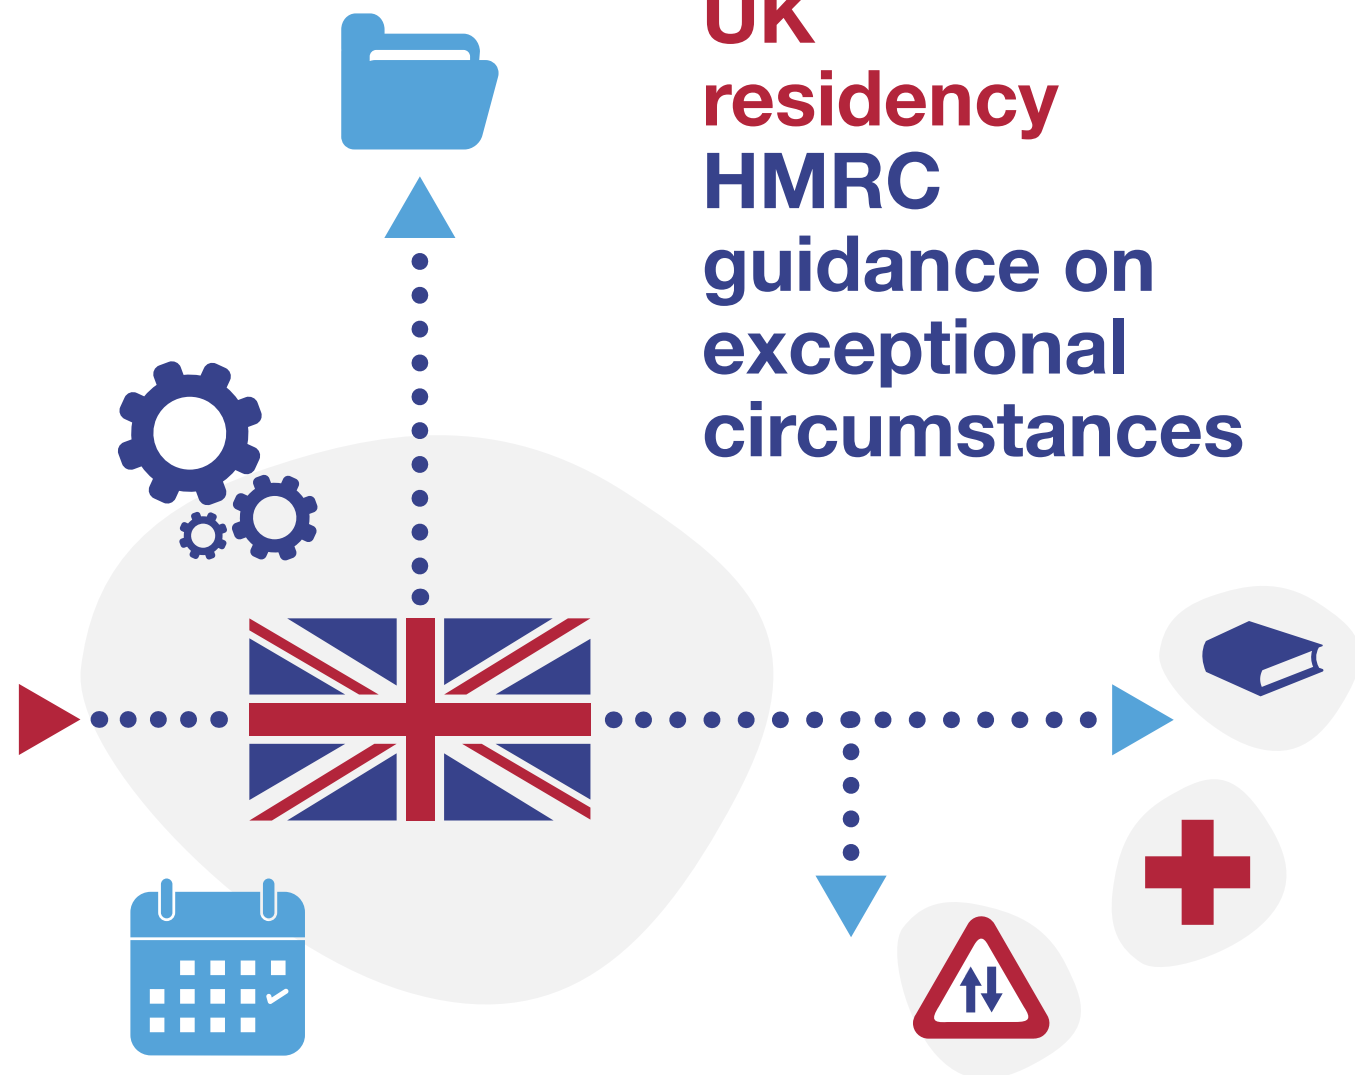 UK
residency
HMRC
guidance on
exceptional
circumstances